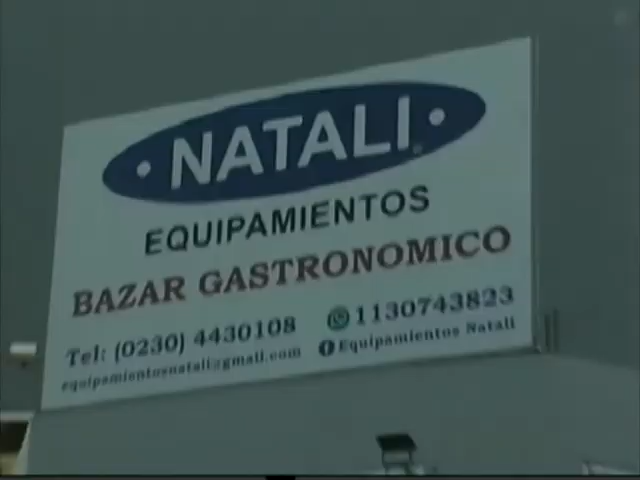 • NATALI •
EQUIPAMIENTOS
BAZAR GASTRONOMICO
Tel: (0230) 4430108 1130743823
equipamientosnatali@gmail.com Equipamientos Natali